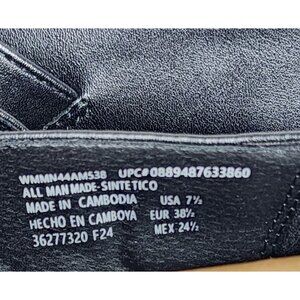 WMMN44AM538 UPC#0889487633860
ALL MAN MADE-SINTETICO
MADE IN CAMBODIA USA 7½
HECHO EN CAMBOYA EUR 38½
36277320 F24 MEX 24½